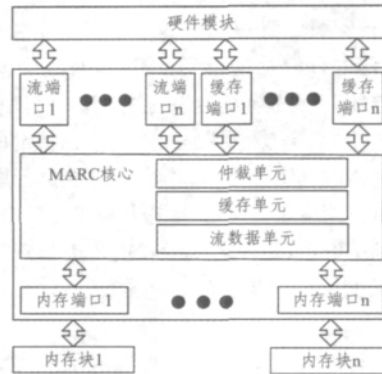 硬件模块
流端口1
流端口n
缓存端口1
缓存端口n
MARC核心
仲裁单元
缓存单元
流数据单元
内存端口1
内存端口n
内存块1
内存块n